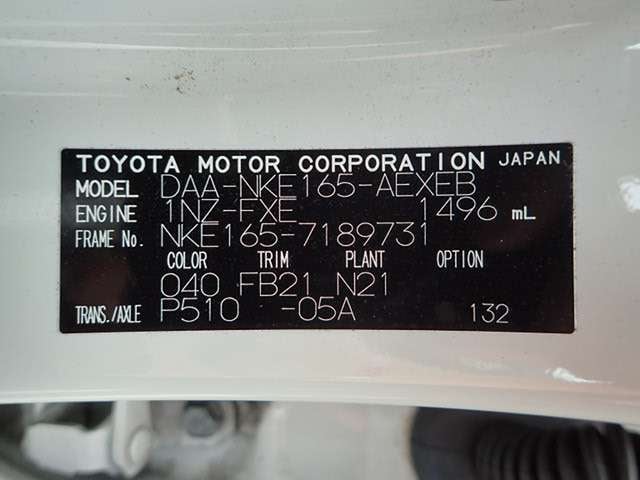 TOYOTA MOTOR CORPORATION JAPAN
MODEL DAA-NKE165-AEXEB
ENGINE 1NZ-FXE 1496 mL
FRAME No. NKE165-7189731
COLOR TRIM PLANT OPTION
040 FB21 N21
TRANS./AXLE P510 -05A 132